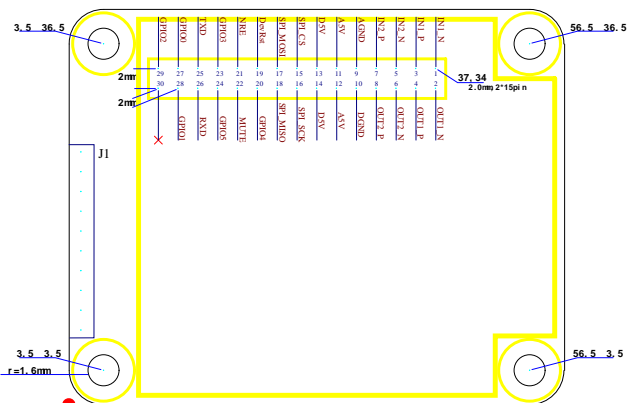 GPIO2 GPIO0 TXD GPIO3 NRE DevRst SPI_MOSI SPI_CS D5V A5V AGND IN2_P IN2_N IN1_P IN1_N
3.5 36.5
56.5 36.5
29 27 25 23 21 19 17 15 13 11 9 7 5 3 1
2mm
37.34
30 28 26 24 22 20 18 16 14 12 10 8 6 4 2
2.0mm,2*15pin
2mm
GPIO1 RXD GPIO5 MUTE GPIO4 SPI_MISO SPI_SCK D5V A5V DGND OUT2_P OUT2_N OUT1_P OUT1_N
J1
3.5 3.5
56.5 3.5
r=1.6mm